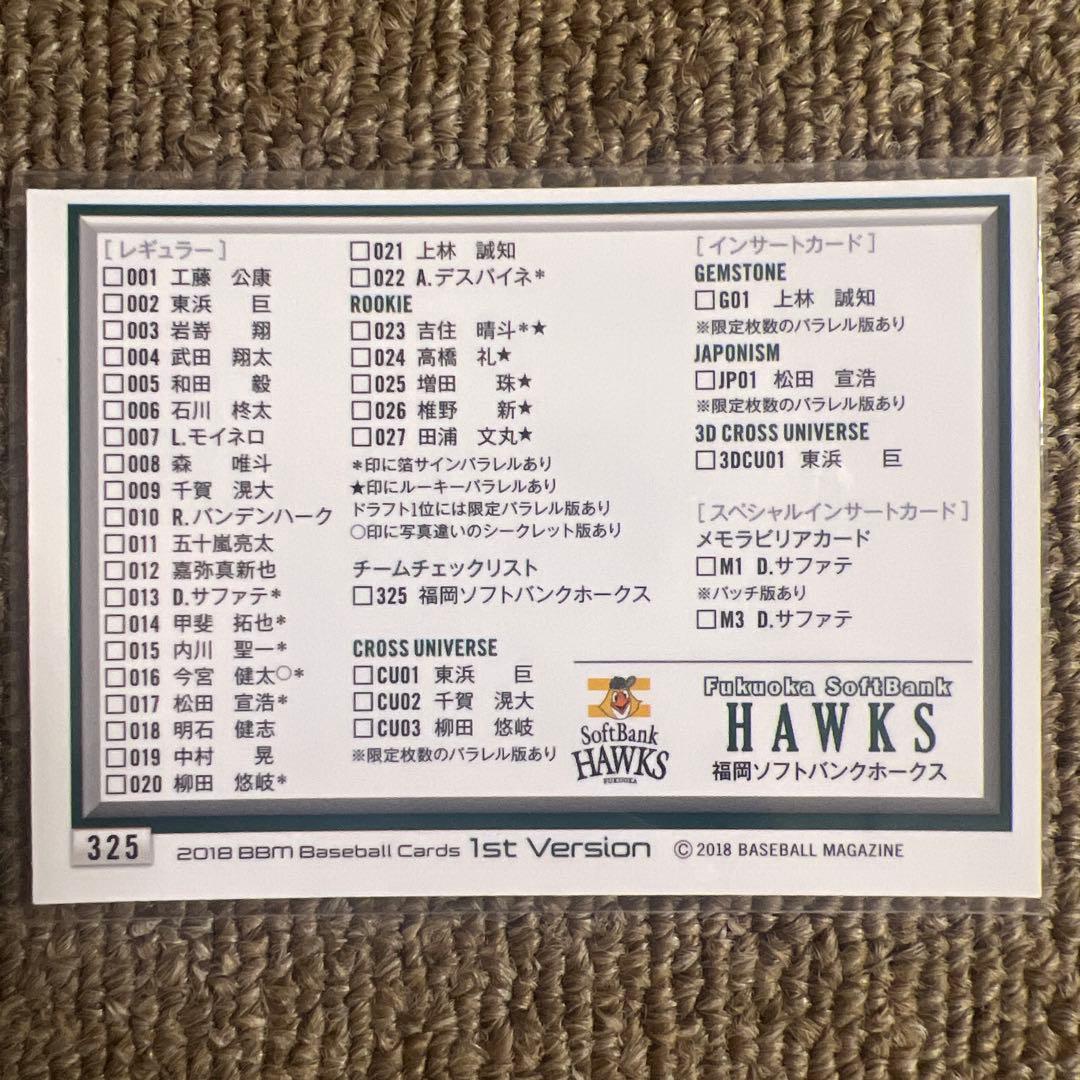 [レギュラー]
□001 工藤 公康
□002 東浜 巨
□003 岩嵜 翔
□004 武田 翔太
□005 和田 毅
□006 石川 柊太
□007 L.モイネロ
□008 森 唯斗
□009 千賀 滉大
□010 R.バンデンハーク
□011 五十嵐亮太
□012 嘉弥真新也
□013 D.サファテ*
□014 甲斐 拓也*
□015 内川 聖一*
□016 今宮 健太○*
□017 松田 宣浩*
□018 明石 健志
□019 中村 晃
□020 柳田 悠岐*
□021 上林 誠知
□022 A.デスパイネ*
ROOKIE
□023 吉住 晴斗*★
□024 高橋 礼★
□025 増田 珠★
□026 椎野 新★
□027 田浦 文丸★
*印に箔サインパラレルあり
★印にルーキーパラレルあり
ドラフト1位には限定パラレル版あり
○印に写真違いのシークレット版あり
チームチェックリスト
□325 福岡ソフトバンクホークス
CROSS UNIVERSE
□CU01 東浜 巨
□CU02 千賀 滉大
□CU03 柳田 悠岐
※限定枚数のパラレル版あり
[インサートカード]
GEMSTONE
□G01 上林 誠知
※限定枚数のパラレル版あり
JAPONISM
□JP01 松田 宣浩
※限定枚数のパラレル版あり
3D CROSS UNIVERSE
□3DCU01 東浜 巨
[スペシャルインサートカード]
メモラビリアカード
□M1 D.サファテ
※パッチ版あり
□M3 D.サファテ
SoftBank
HAWKS
FUKUOKA
Fukuoka SoftBank
HAWKS
福岡ソフトバンクホークス
325
2018 BBM Baseball Cards 1st Version © 2018 BASEBALL MAGAZINE